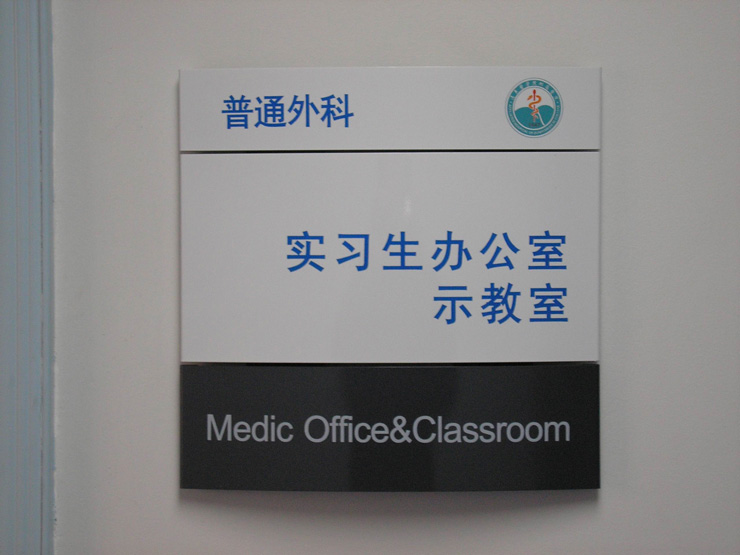 普通外科
实习生办公室
示教室
Medic Office&Classroom